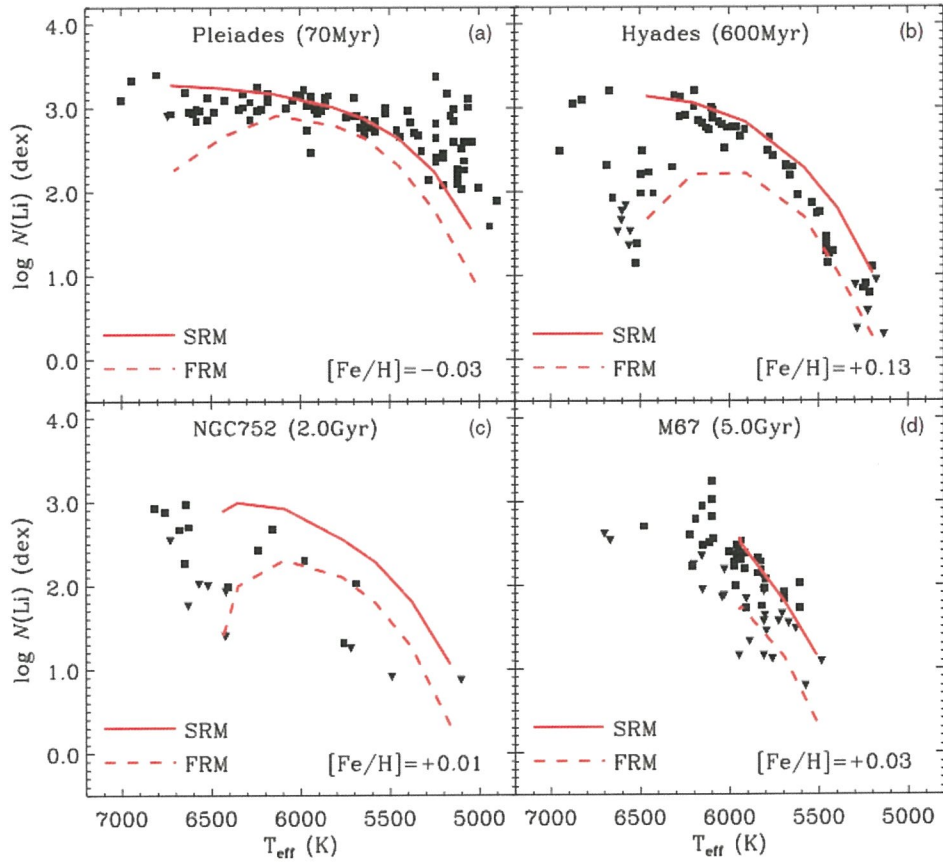 Pleiades (70Myr) (a)
Hyades (600Myr) (b)
4.0
3.0
2.0
1.0
0.0
log N(Li) (dex)
SRM
FRM
[Fe/H]=−0.03
SRM
FRM
[Fe/H]=+0.13
NGC752 (2.0Gyr) (c)
M67 (5.0Gyr) (d)
4.0
3.0
2.0
1.0
0.0
log N(Li) (dex)
SRM
FRM
[Fe/H]=+0.01
SRM
FRM
[Fe/H]=+0.03
7000 6500 6000 5500 5000
7000 6500 6000 5500 5000
Teff (K)
Teff (K)